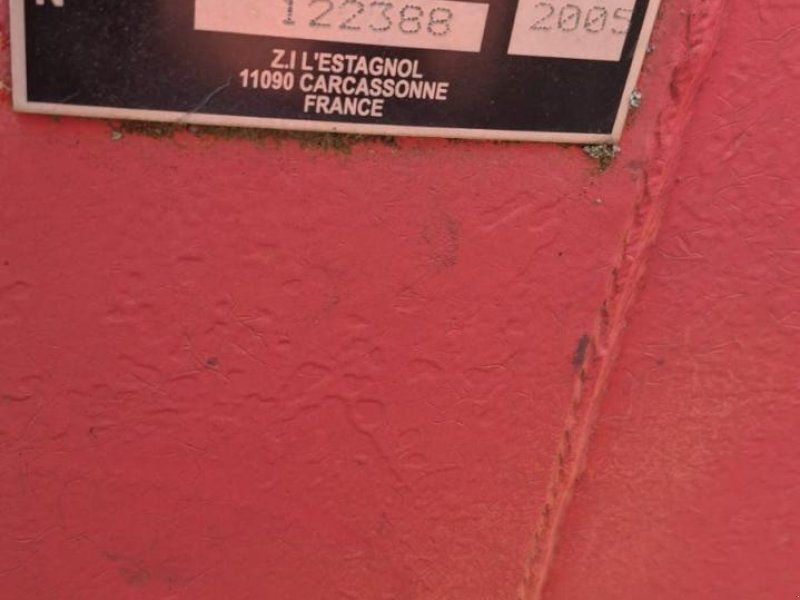 N 122388 2005
Z.I L'ESTAGNOL
11090 CARCASSONNE
FRANCE